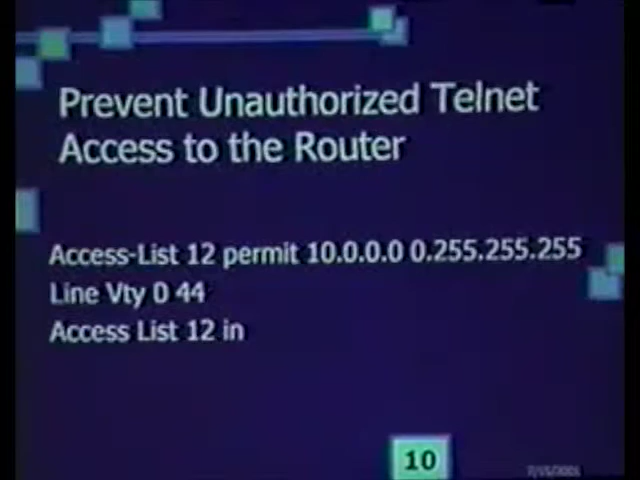 Prevent Unauthorized Telnet
Access to the Router
Access-List 12 permit 10.0.0.0 0.255.255.255
Line Vty 0 44
Access List 12 in
10